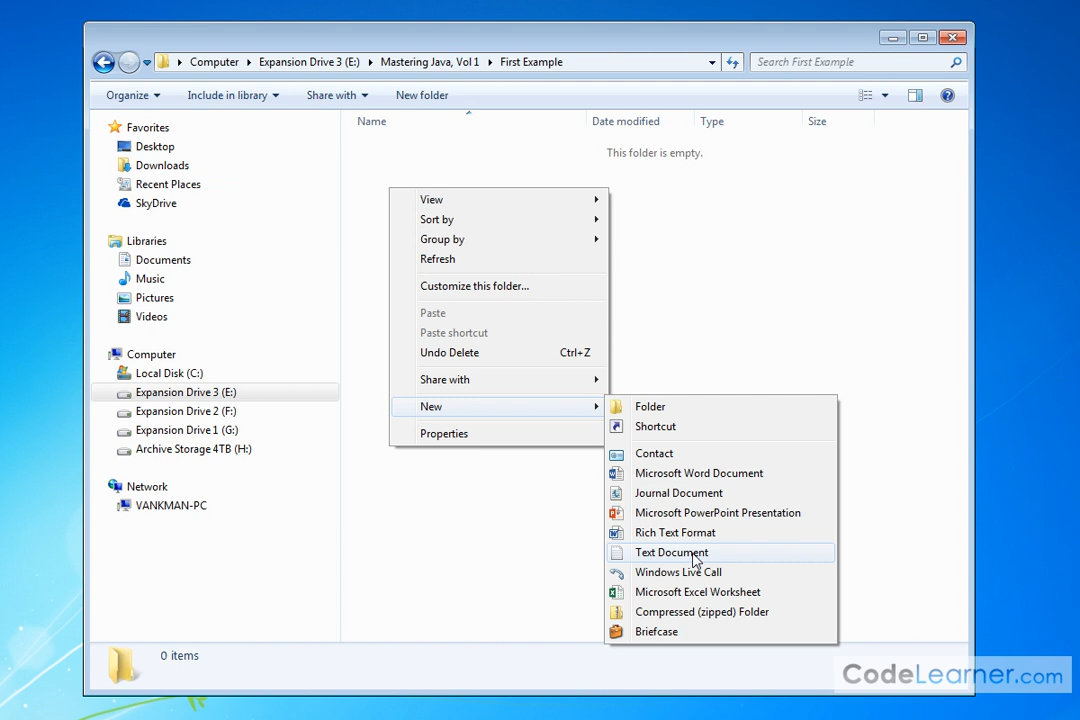 Computer Expansion Drive 3 (E:) Mastering Java, Vol 1 First Example
Search First Example
Organize Include in library Share with New folder
Favorites
Desktop
Downloads
Recent Places
SkyDrive
Libraries
Documents
Music
Pictures
Videos
Computer
Local Disk (C:)
Expansion Drive 3 (E:)
Expansion Drive 2 (F:)
Expansion Drive 1 (G:)
Archive Storage 4TB (H:)
Network
VANKMAN-PC
Name Date modified Type Size
This folder is empty.
View
Sort by
Group by
Refresh
Customize this folder...
Paste
Paste shortcut
Undo Delete Ctrl+Z
Share with
New
Properties
Folder
Shortcut
Contact
Microsoft Word Document
Journal Document
Microsoft PowerPoint Presentation
Rich Text Format
Text Document
Windows Live Call
Microsoft Excel Worksheet
Compressed (zipped) Folder
Briefcase
0 items
CodeLearner.com